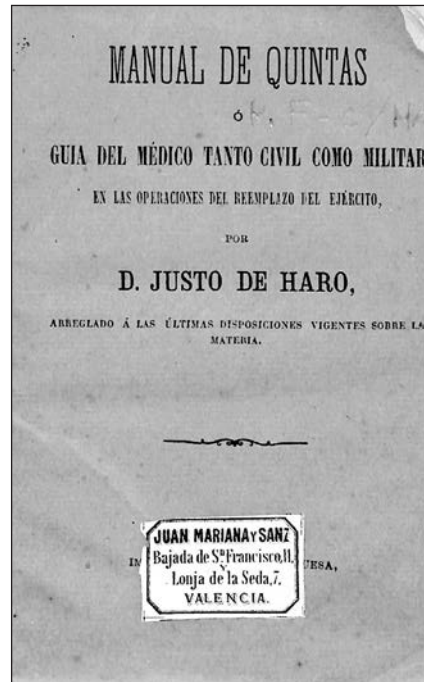 MANUAL DE QUINTAS
ó
GUIA DEL MÉDICO TANTO CIVIL COMO MILITAR
EN LAS OPERACIONES DEL REEMPLAZO DEL EJÉRCITO,
POR
D. JUSTO DE HARO,
ARREGLADO Á LAS ÚLTIMAS DISPOSICIONES VIGENTES SOBRE LA
MATERIA.
JUAN MARIANA Y SANZ
Bajada de Sn Francisco, 11,
Y
Lonja de la Seda, 7,
VALENCIA.